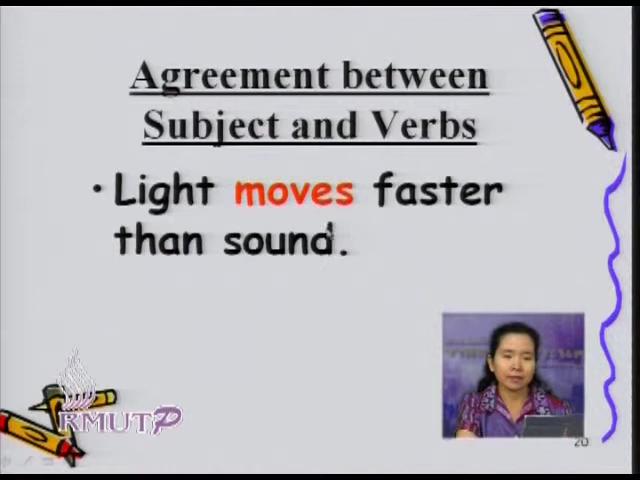 Agreement between
Subject and Verbs
• Light moves faster
than sound.
RMUTP
20